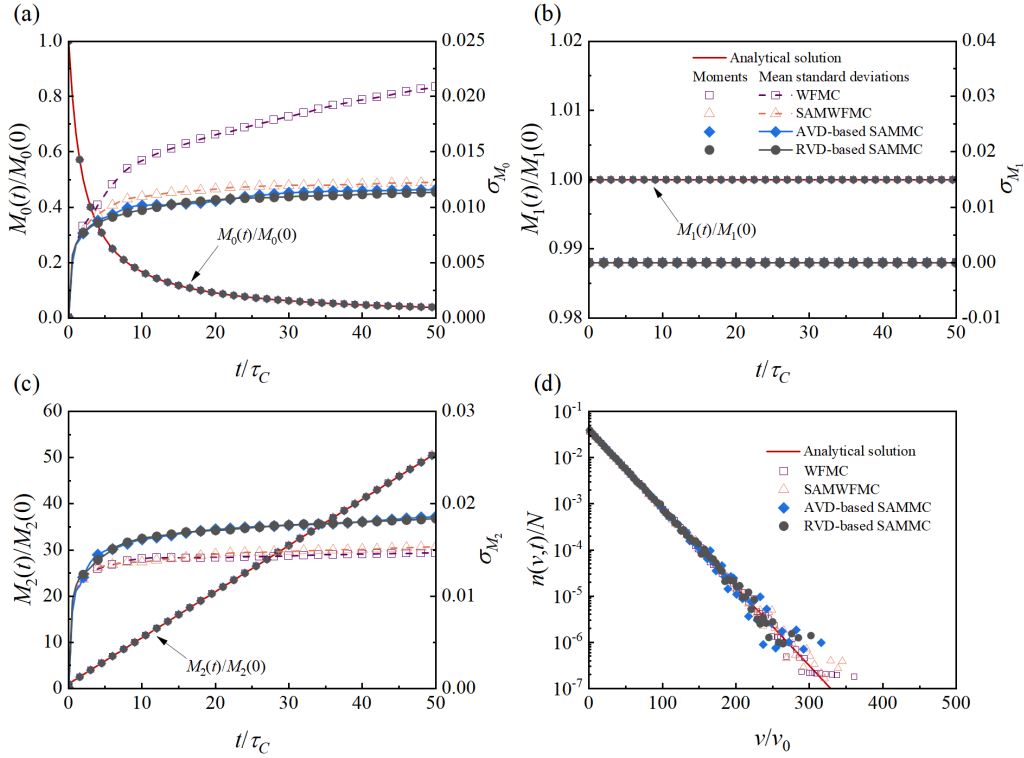 (a)
1.0
0.8
0.6
0.4
0.2
0.0
M₀(t)/M₀(0)
0.025
0.020
0.015
0.010
0.005
0.000
σ_M₀
M₀(t)/M₀(0)
0 10 20 30 40 50
t/τ_C
(b)
1.02
1.01
1.00
0.99
0.98
M₁(t)/M₁(0)
0.04
0.03
0.02
0.01
0.00
-0.01
σ_M₁
Analytical solution
Moments Mean standard deviations
WFMC
SAMWFMC
AVD-based SAMMC
RVD-based SAMMC
M₁(t)/M₁(0)
0 10 20 30 40 50
t/τ_C
(c)
60
50
40
30
20
10
0
M₂(t)/M₂(0)
0.03
0.02
0.01
0.00
σ_M₂
M₂(t)/M₂(0)
0 10 20 30 40 50
t/τ_C
(d)
10⁻¹
10⁻²
10⁻³
10⁻⁴
10⁻⁵
10⁻⁶
10⁻⁷
n(v,t)/N
Analytical solution
WFMC
SAMWFMC
AVD-based SAMMC
RVD-based SAMMC
0 100 200 300 400 500
v/v₀